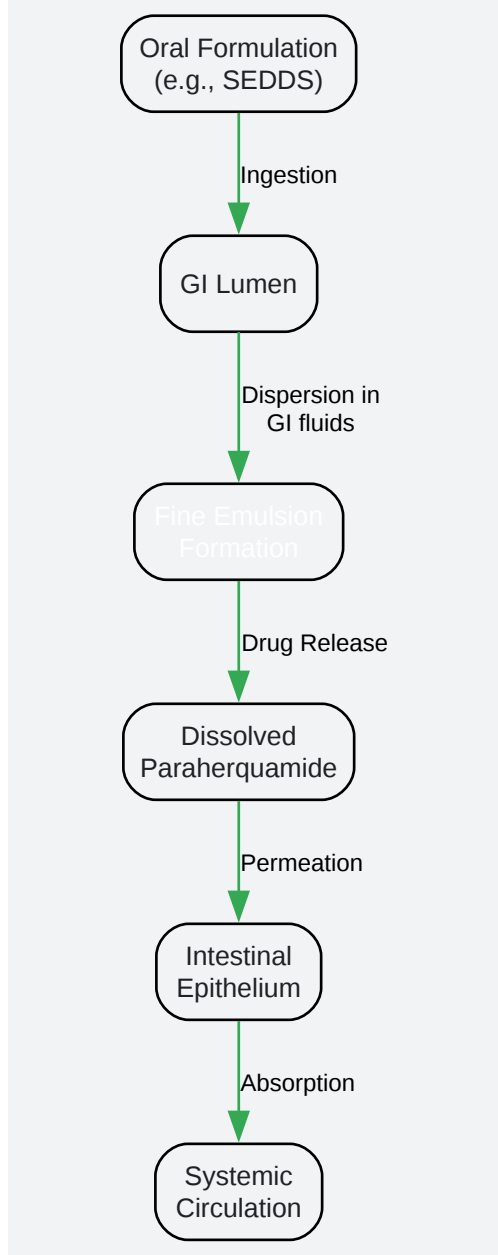 Oral Formulation
(e.g., SEDDS)
Ingestion
GI Lumen
Dispersion in
GI fluids
Fine Emulsion
Formation
Drug Release
Dissolved
Paraherquamide
Permeation
Intestinal
Epithelium
Absorption
Systemic
Circulation